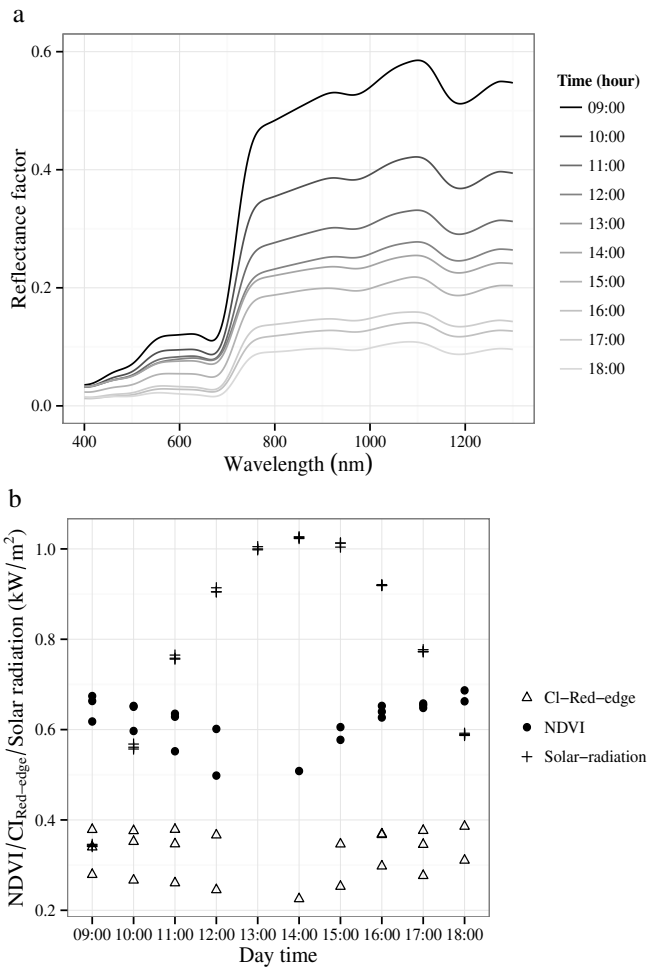 a
0.6
0.4
0.2
0.0
Reflectance factor
400
600
800
1000
1200
Wavelength (nm)
Time (hour)
09:00
10:00
11:00
12:00
13:00
14:00
15:00
16:00
17:00
18:00
b
1.0
0.8
0.6
0.4
0.2
NDVI/CIRed−edge/Solar radiation (kW/m²)
09:00 10:00 11:00 12:00 13:00 14:00 15:00 16:00 17:00 18:00
Day time
Cl−Red−edge
NDVI
Solar−radiation